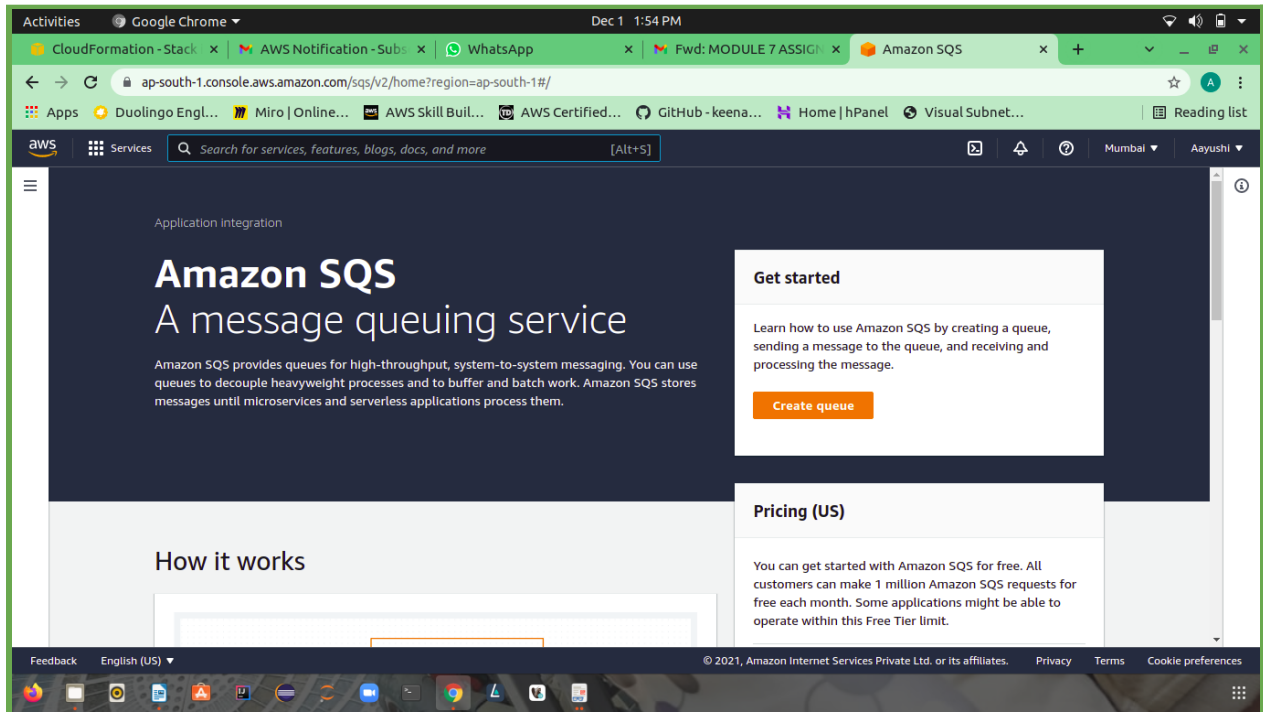 Activities Google Chrome Dec 1 1:54 PM
CloudFormation - Stack M AWS Notification - Subs WhatsApp M Fwd: MODULE 7 ASSIGN Amazon SQS
ap-south-1.console.aws.amazon.com/sqs/v2/home?region=ap-south-1#/ A
Apps Duolingo Engl... Miro | Online... AWS Skill Buil... AWS Certified... GitHub - keena... Home | hPanel Visual Subnet... Reading list
aws Services Search for services, features, blogs, docs, and more [Alt+S] Mumbai Aayushi
Application integration
Amazon SQS
A message queuing service
Amazon SQS provides queues for high-throughput, system-to-system messaging. You can use
queues to decouple heavyweight processes and to buffer and batch work. Amazon SQS stores
messages until microservices and serverless applications process them.
Get started
Learn how to use Amazon SQS by creating a queue,
sending a message to the queue, and receiving and
processing the message.
Create queue
Pricing (US)
You can get started with Amazon SQS for free. All
customers can make 1 million Amazon SQS requests for
free each month. Some applications might be able to
operate within this Free Tier limit.
How it works
Feedback English (US) © 2021, Amazon Internet Services Private Ltd. or its affiliates. Privacy Terms Cookie preferences